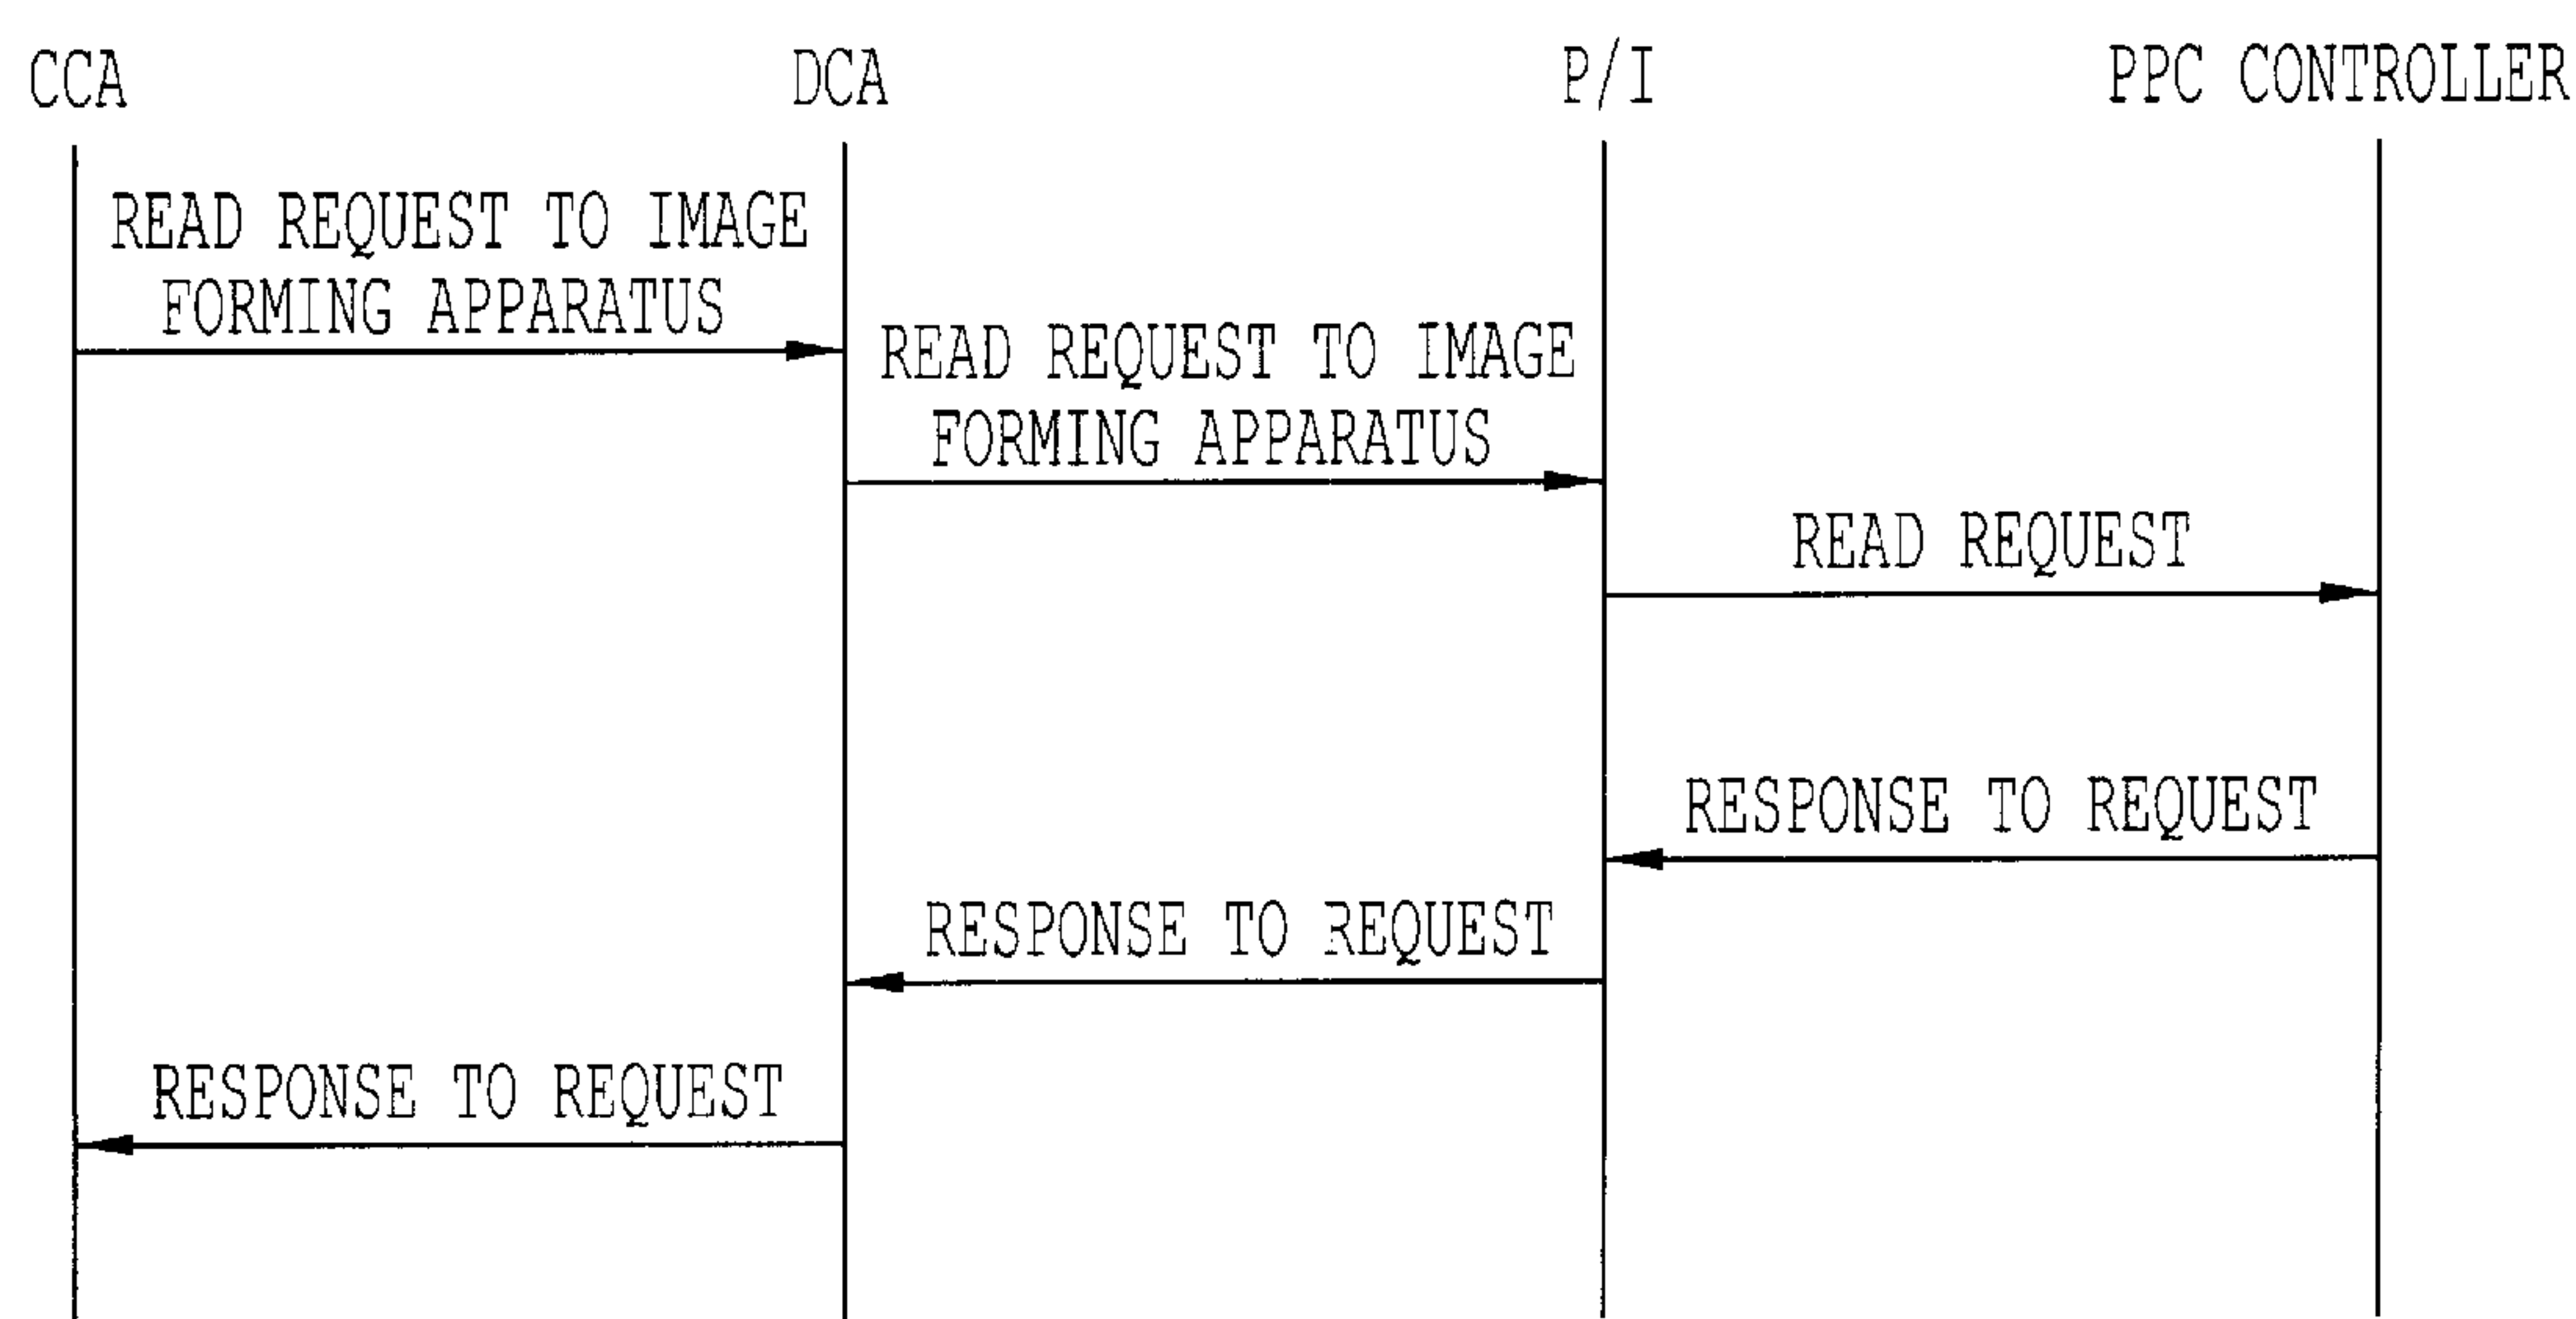 CCA
DCA
P/I
PPC CONTROLLER
READ REQUEST TO IMAGE
FORMING APPARATUS
READ REQUEST TO IMAGE
FORMING APPARATUS
READ REQUEST
RESPONSE TO REQUEST
RESPONSE TO REQUEST
RESPONSE TO REQUEST